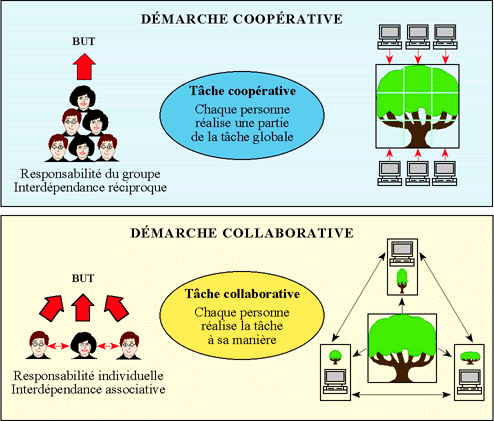 DÉMARCHE COOPÉRATIVE
BUT
Responsabilité du groupe
Interdépendance réciproque
Tâche coopérative
Chaque personne
réalise une partie
de la tâche globale
DÉMARCHE COLLABORATIVE
BUT
Responsabilité individuelle
Interdépendance associative
Tâche collaborative
Chaque personne
réalise la tâche
à sa manière